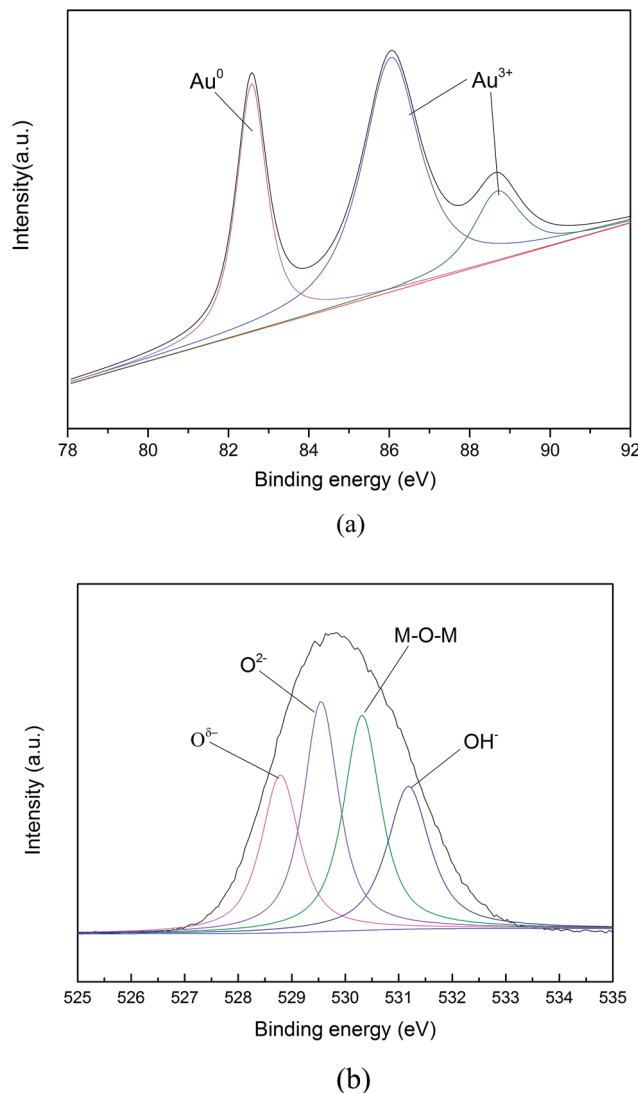 Au⁰
Au³⁺
Intensity(a.u.)
78 80 82 84 86 88 90 92
Binding energy (eV)
(a)
M-O-M
O²⁻
OH⁻
O^δ−
Intensity (a.u.)
525 526 527 528 529 530 531 532 533 534 535
Binding energy (eV)
(b)